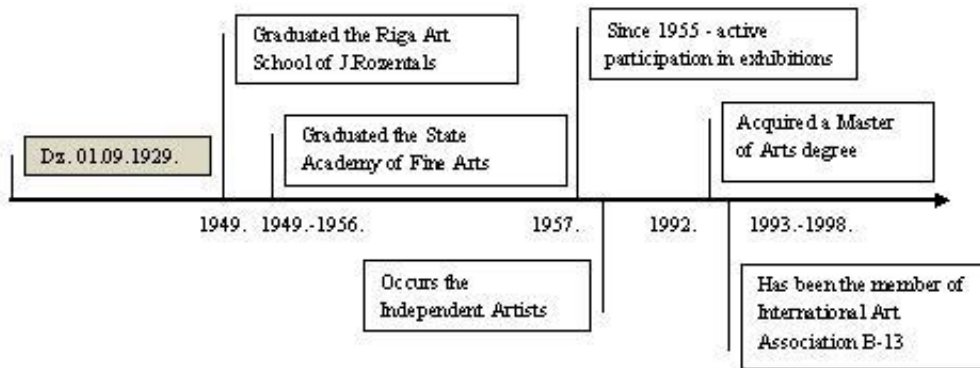 Graduated the Riga Art
School of J.Rozentals
Since 1955 - active
participation in exhibitions
Dz. 01.09.1929.
Graduated the State
Academy of Fine Arts
Acquired a Master
of Arts degree
1949.
1949.-1956.
1957.
1992.
1993.-1998.
Occurs the
Independent Artists
Has been the member of
International Art
Association B-13